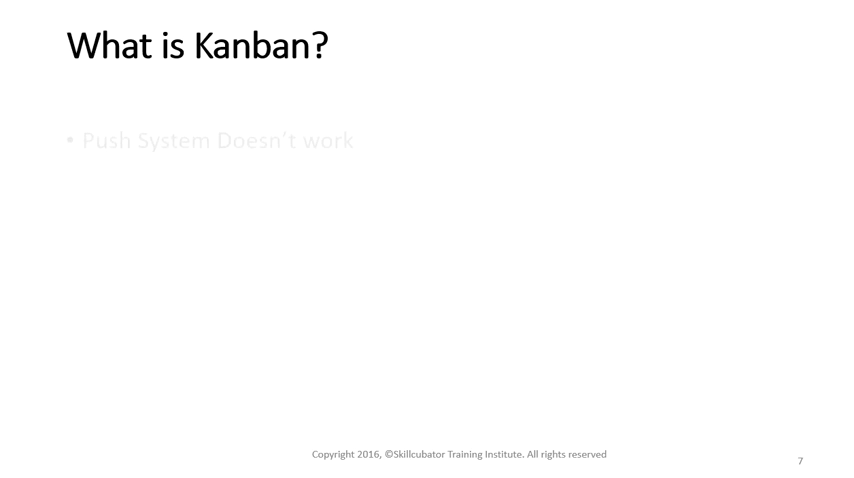 What is Kanban?
• Push System Doesn't work
Copyright 2016, ©Skillcubator Training Institute. All rights reserved
7